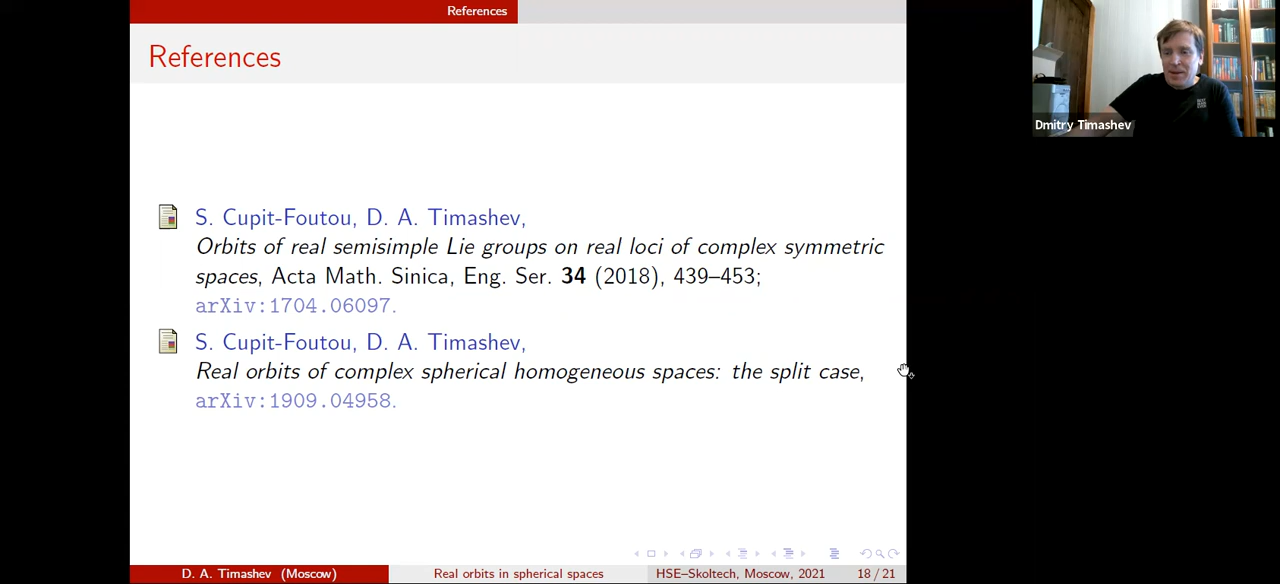 References
References
S. Cupit-Foutou, D. A. Timashev,
Orbits of real semisimple Lie groups on real loci of complex symmetric
spaces, Acta Math. Sinica, Eng. Ser. 34 (2018), 439–453;
arXiv:1704.06097.
S. Cupit-Foutou, D. A. Timashev,
Real orbits of complex spherical homogeneous spaces: the split case,
arXiv:1909.04958.
D. A. Timashev (Moscow) Real orbits in spherical spaces HSE–Skoltech, Moscow, 2021 18 / 21
Dmitry Timashev